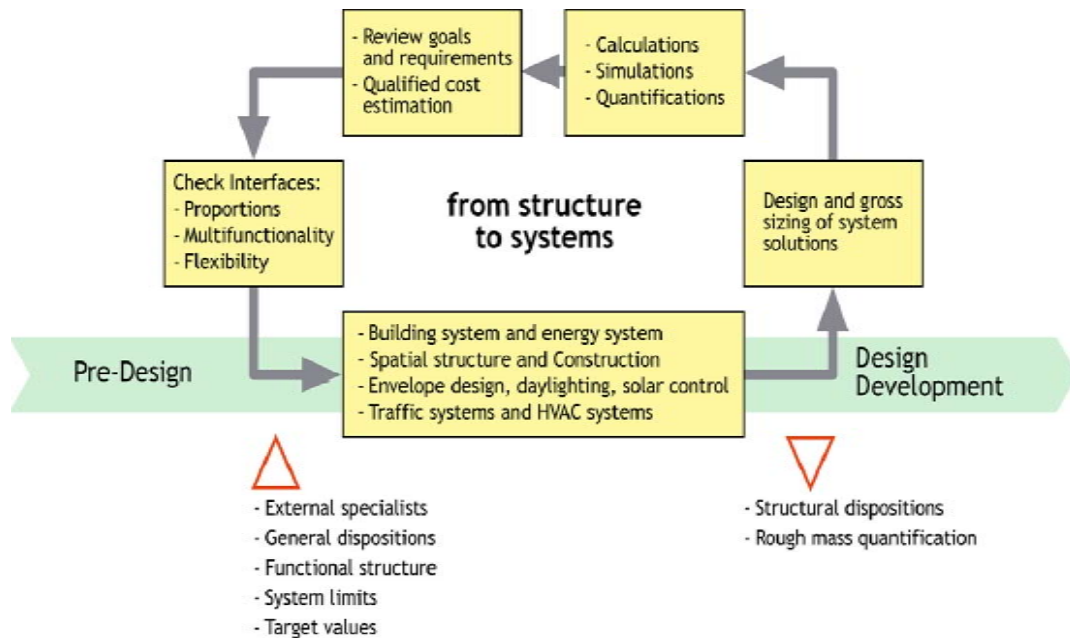 - Review goals
and requirements
- Qualified cost
estimation
- Calculations
- Simulations
- Quantifications
Check Interfaces:
- Proportions
- Multifunctionality
- Flexibility
from structure
to systems
Design and gross
sizing of system
solutions
Pre-Design
- Building system and energy system
- Spatial structure and Construction
- Envelope design, daylighting, solar control
- Traffic systems and HVAC systems
Design
Development
- External specialists
- General dispositions
- Functional structure
- System limits
- Target values
- Structural dispositions
- Rough mass quantification